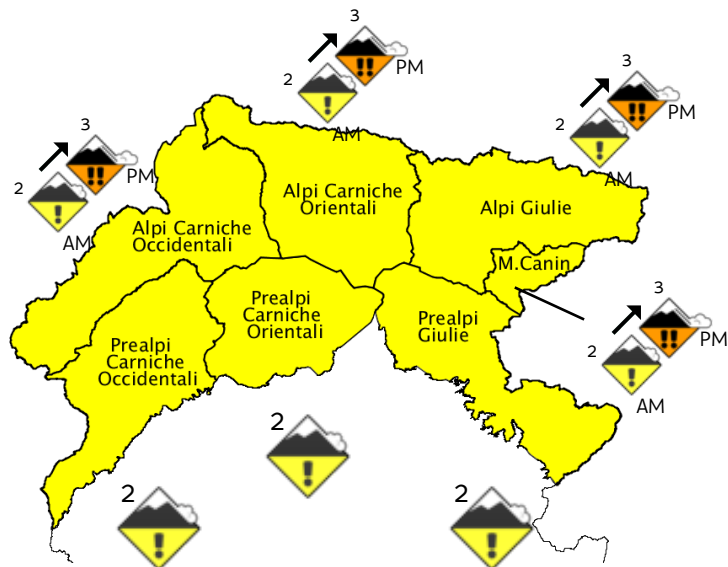 3
2
!!
PM
!
AM
3
2
!!
PM
!
AM
3
2
!!
PM
!
AM
Alpi Carniche
Orientali
Alpi Giulie
Alpi Carniche
Occidentali
M.Canin
Prealpi
Carniche
Orientali
Prealpi
Giulie
Prealpi
Carniche
Occidentali
3
2
!!
PM
!
AM
2
!
2
!
2
!